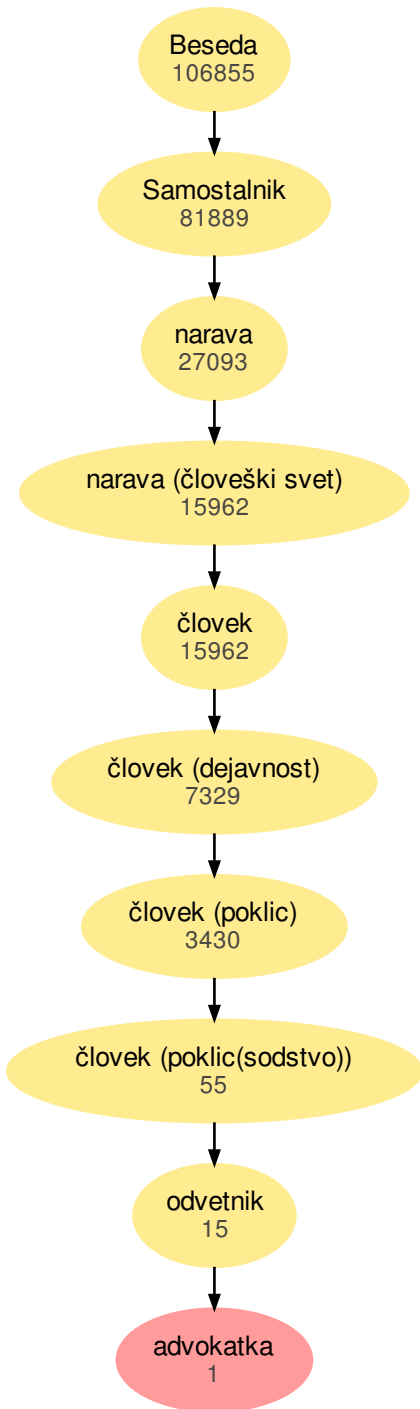 Beseda
106855
Samostalnik
81889
narava
27093
narava (človeški svet)
15962
človek
15962
človek (dejavnost)
7329
človek (poklic)
3430
človek (poklic(sodstvo))
55
odvetnik
15
advokatka
1